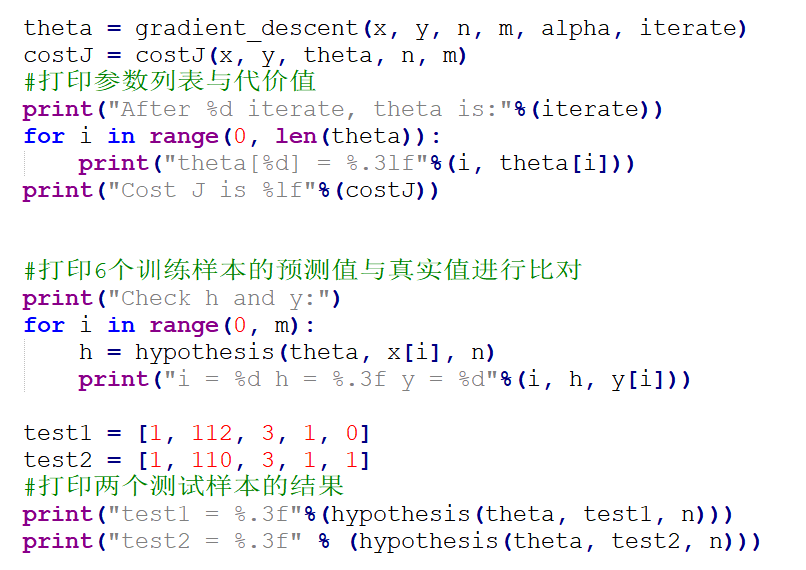 theta = gradient_descent(x, y, n, m, alpha, iterate)
costJ = costJ(x, y, theta, n, m)
#打印参数列表与代价值
print("After %d iterate, theta is:"%(iterate))
for i in range(0, len(theta)):
    print("theta[%d] = %.3lf"%(i, theta[i]))
print("Cost J is %lf"%(costJ))
#打印6个训练样本的预测值与真实值进行比对
print("Check h and y:")
for i in range(0, m):
    h = hypothesis(theta, x[i], n)
    print("i = %d h = %.3f y = %d"%(i, h, y[i]))
test1 = [1, 112, 3, 1, 0]
test2 = [1, 110, 3, 1, 1]
#打印两个测试样本的结果
print("test1 = %.3f"%(hypothesis(theta, test1, n)))
print("test2 = %.3f" % (hypothesis(theta, test2, n)))